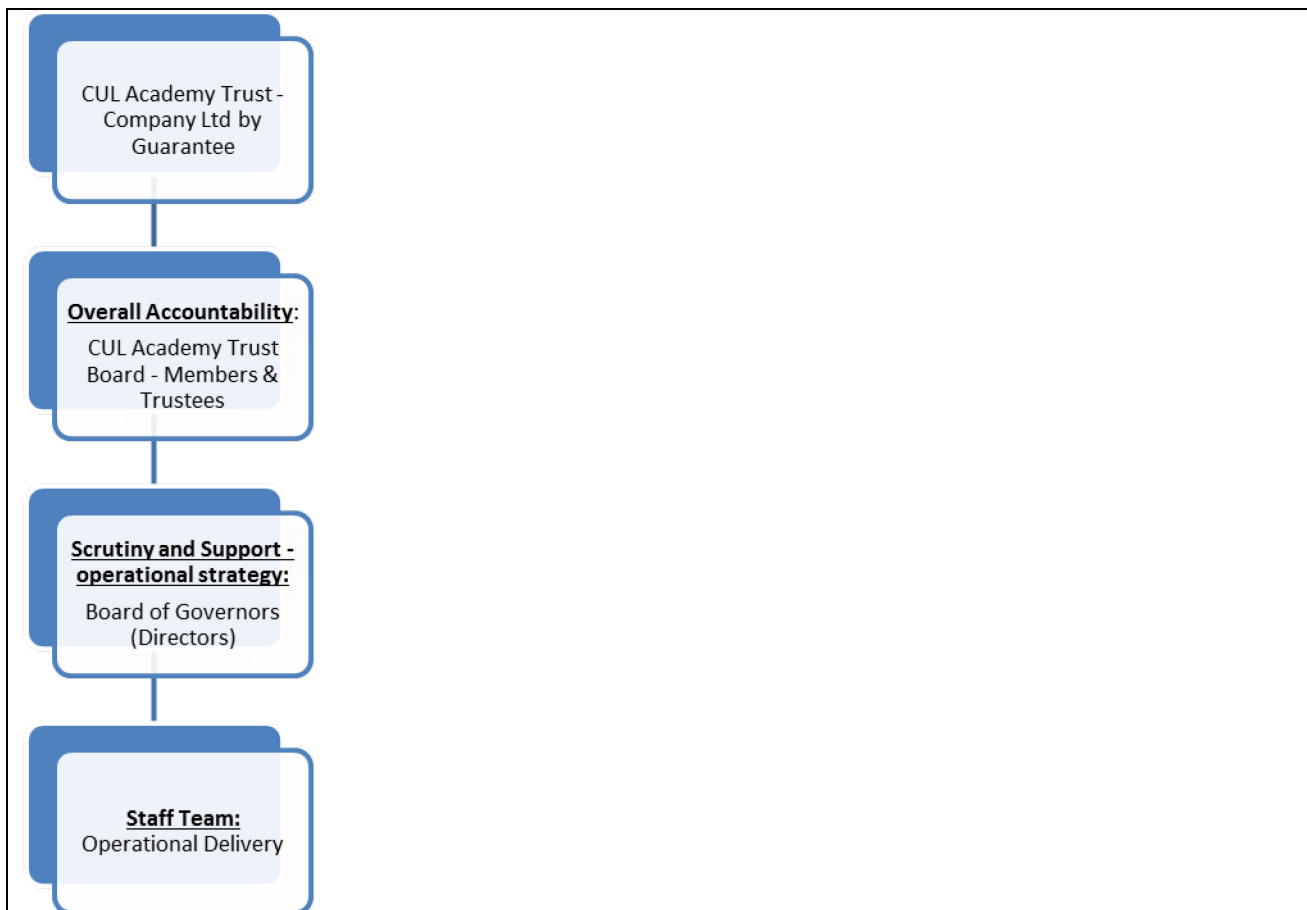 CUL Academy Trust -
Company Ltd by
Guarantee
Overall Accountability:
CUL Academy Trust
Board - Members &
Trustees
Scrutiny and Support -
operational strategy:
Board of Governors
(Directors)
Staff Team:
Operational Delivery